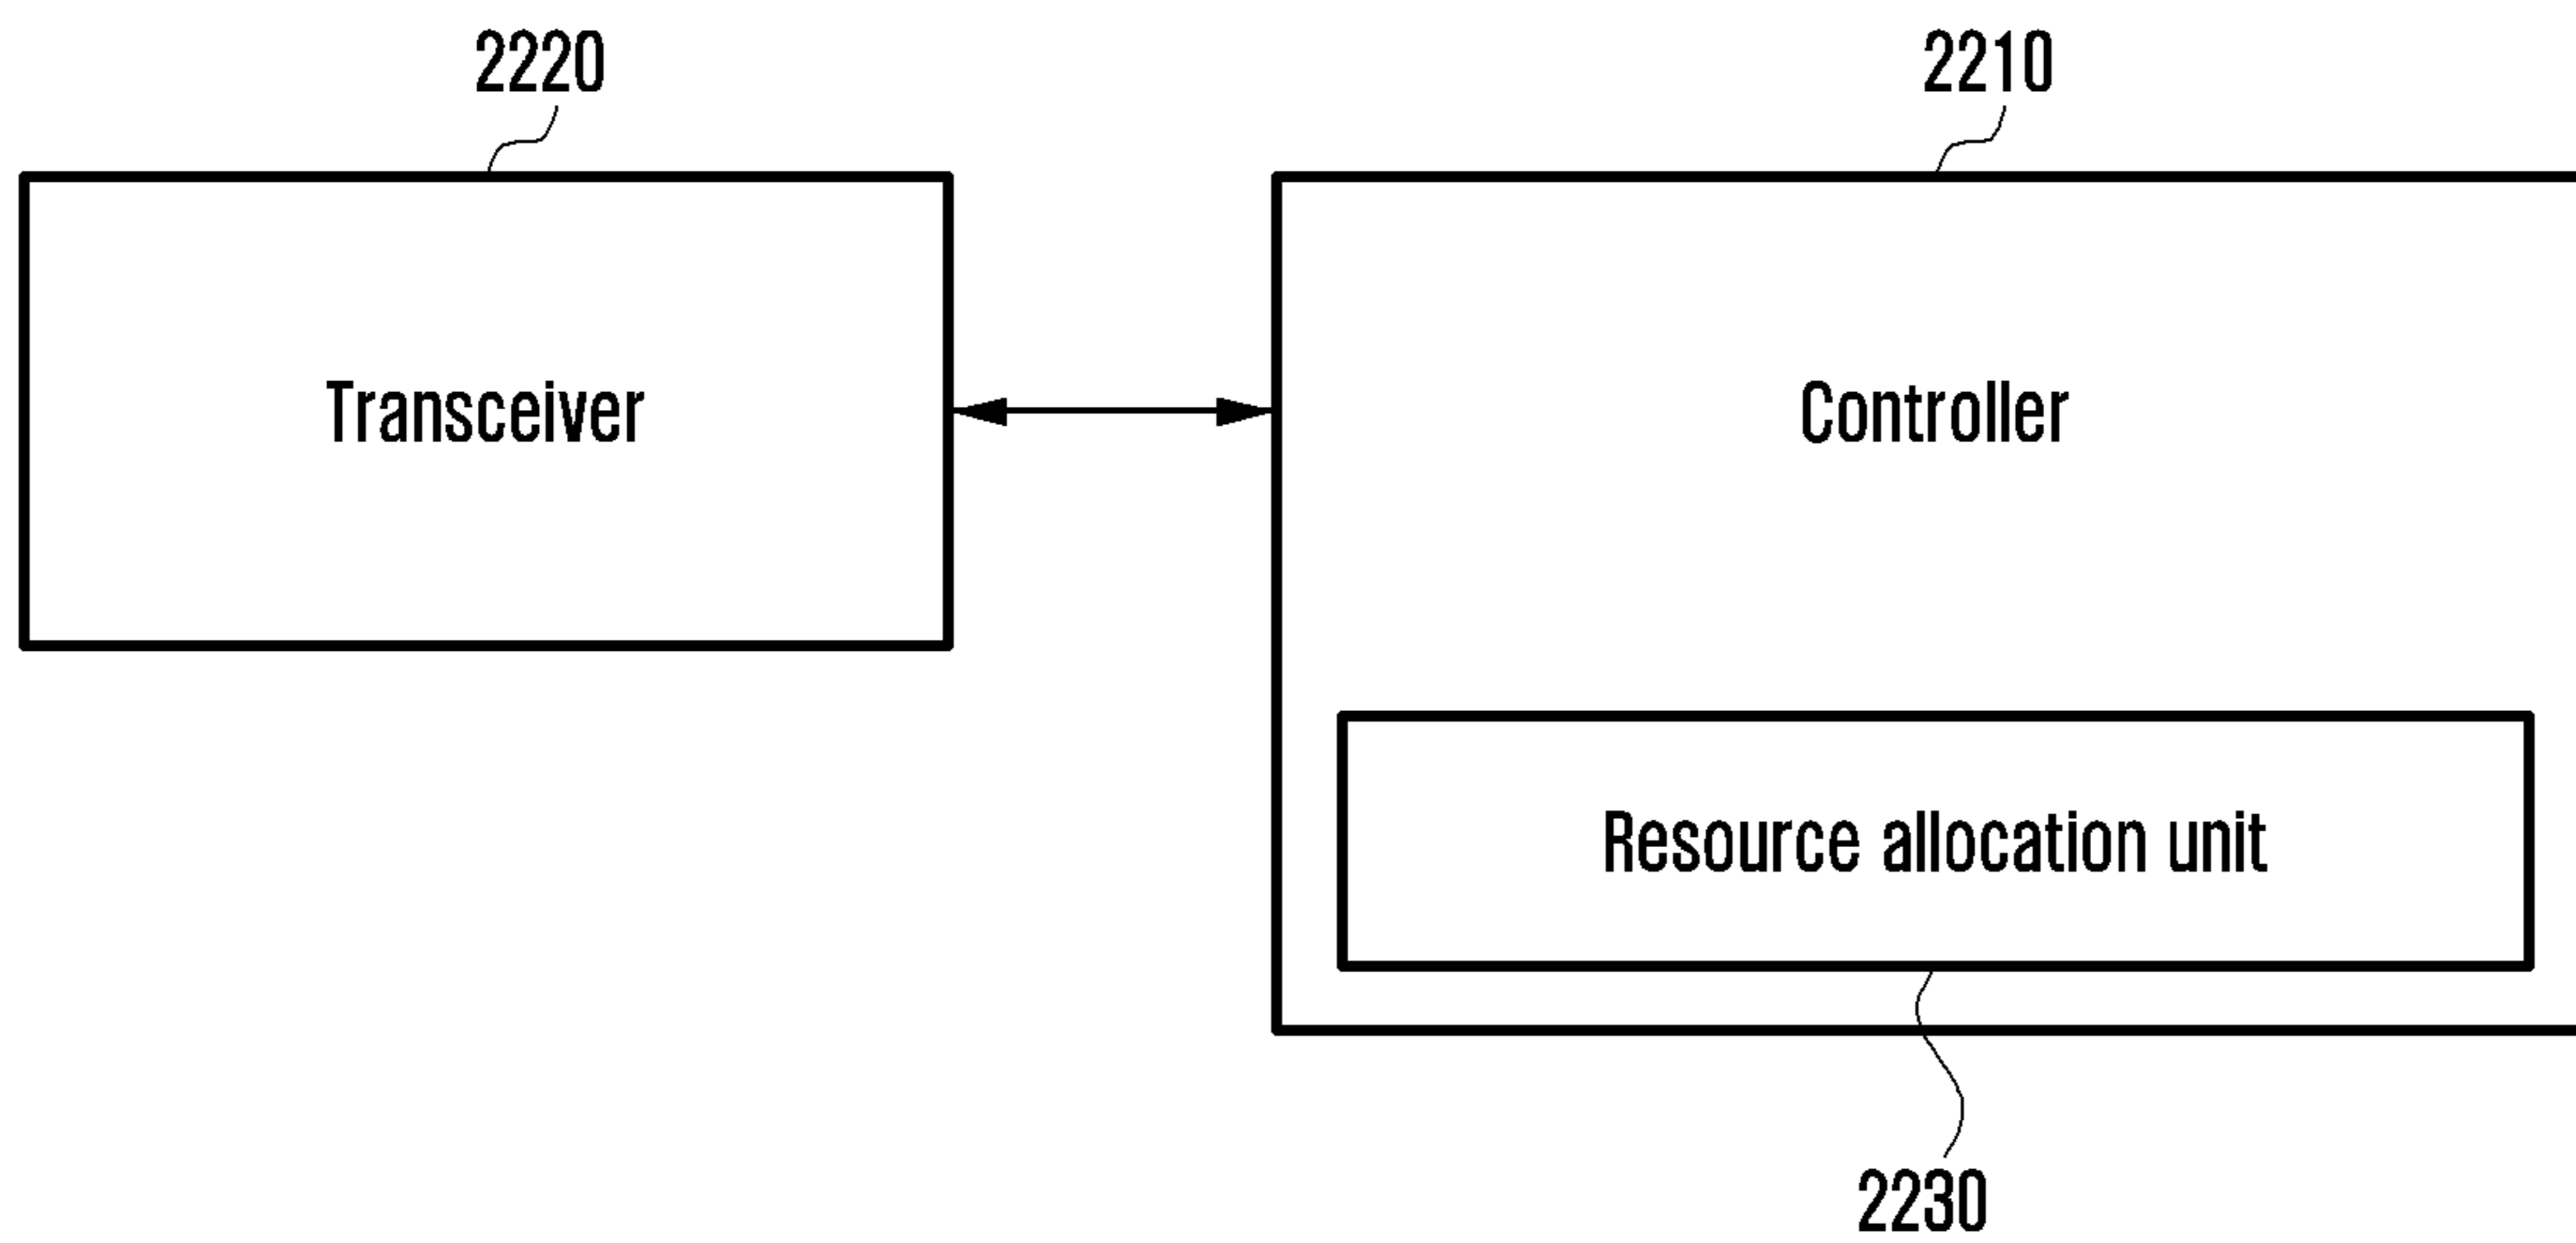 2220
2210
Transceiver
Controller
Resource allocation unit
2230